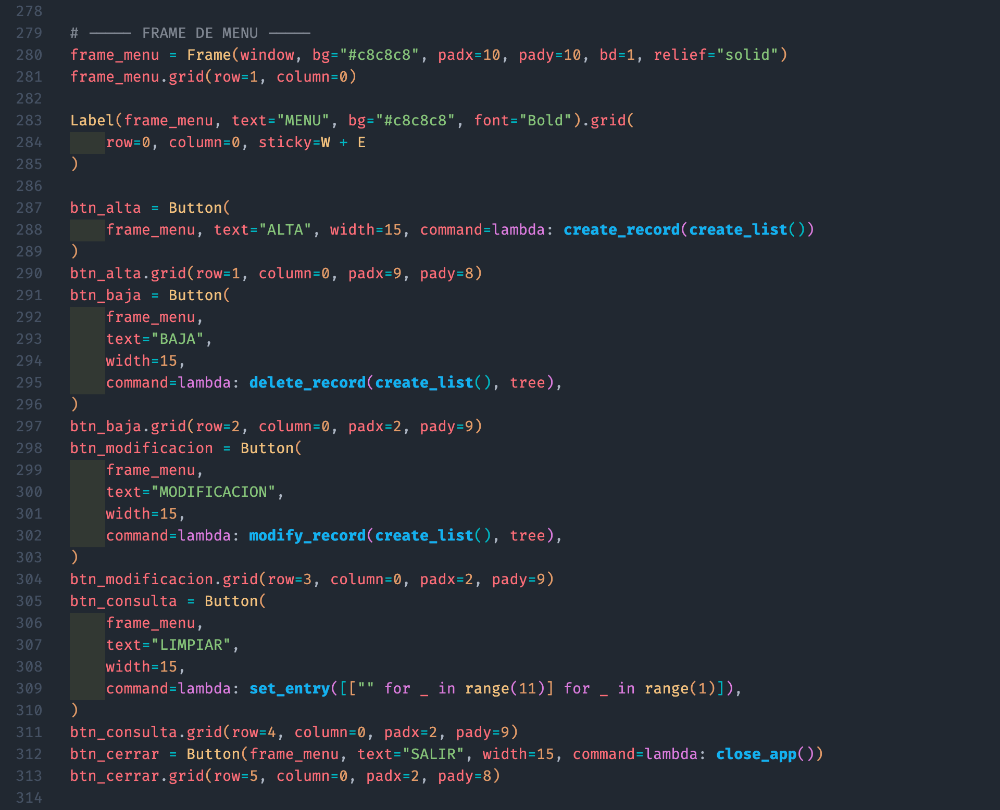 278
279 # ----- FRAME DE MENU -----
280 frame_menu = Frame(window, bg="#c8c8c8", padx=10, pady=10, bd=1, relief="solid")
281 frame_menu.grid(row=1, column=0)
282
283 Label(frame_menu, text="MENU", bg="#c8c8c8", font="Bold").grid(
284     row=0, column=0, sticky=W + E
285 )
286
287 btn_alta = Button(
288     frame_menu, text="ALTA", width=15, command=lambda: create_record(create_list())
289 )
290 btn_alta.grid(row=1, column=0, padx=9, pady=8)
291 btn_baja = Button(
292     frame_menu,
293     text="BAJA",
294     width=15,
295     command=lambda: delete_record(create_list(), tree),
296 )
297 btn_baja.grid(row=2, column=0, padx=2, pady=9)
298 btn_modificacion = Button(
299     frame_menu,
300     text="MODIFICACION",
301     width=15,
302     command=lambda: modify_record(create_list(), tree),
303 )
304 btn_modificacion.grid(row=3, column=0, padx=2, pady=9)
305 btn_consulta = Button(
306     frame_menu,
307     text="LIMPIAR",
308     width=15,
309     command=lambda: set_entry([["" for _ in range(11)] for _ in range(1)]),
310 )
311 btn_consulta.grid(row=4, column=0, padx=2, pady=9)
312 btn_cerrar = Button(frame_menu, text="SALIR", width=15, command=lambda: close_app())
313 btn_cerrar.grid(row=5, column=0, padx=2, pady=8)
314